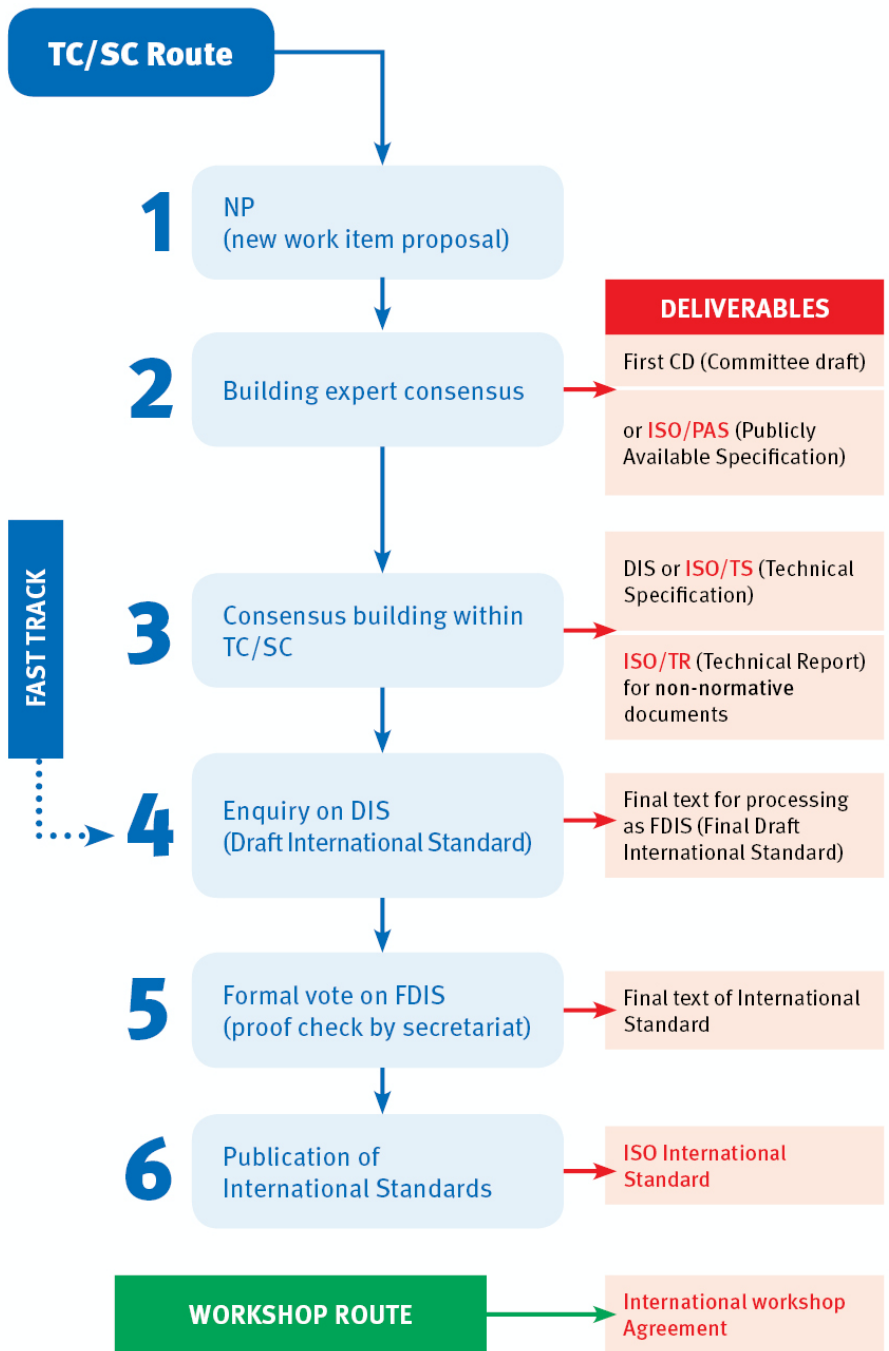 TC/SC Route
1
NP
(new work item proposal)
DELIVERABLES
2
Building expert consensus
First CD (Committee draft)
or ISO/PAS (Publicly
Available Specification)
FAST TRACK
3
Consensus building within
TC/SC
DIS or ISO/TS (Technical
Specification)
ISO/TR (Technical Report)
for non-normative
documents
4
Enquiry on DIS
(Draft International Standard)
Final text for processing
as FDIS (Final Draft
International Standard)
5
Formal vote on FDIS
(proof check by secretariat)
Final text of International
Standard
6
Publication of
International Standards
ISO International
Standard
WORKSHOP ROUTE
International workshop
Agreement